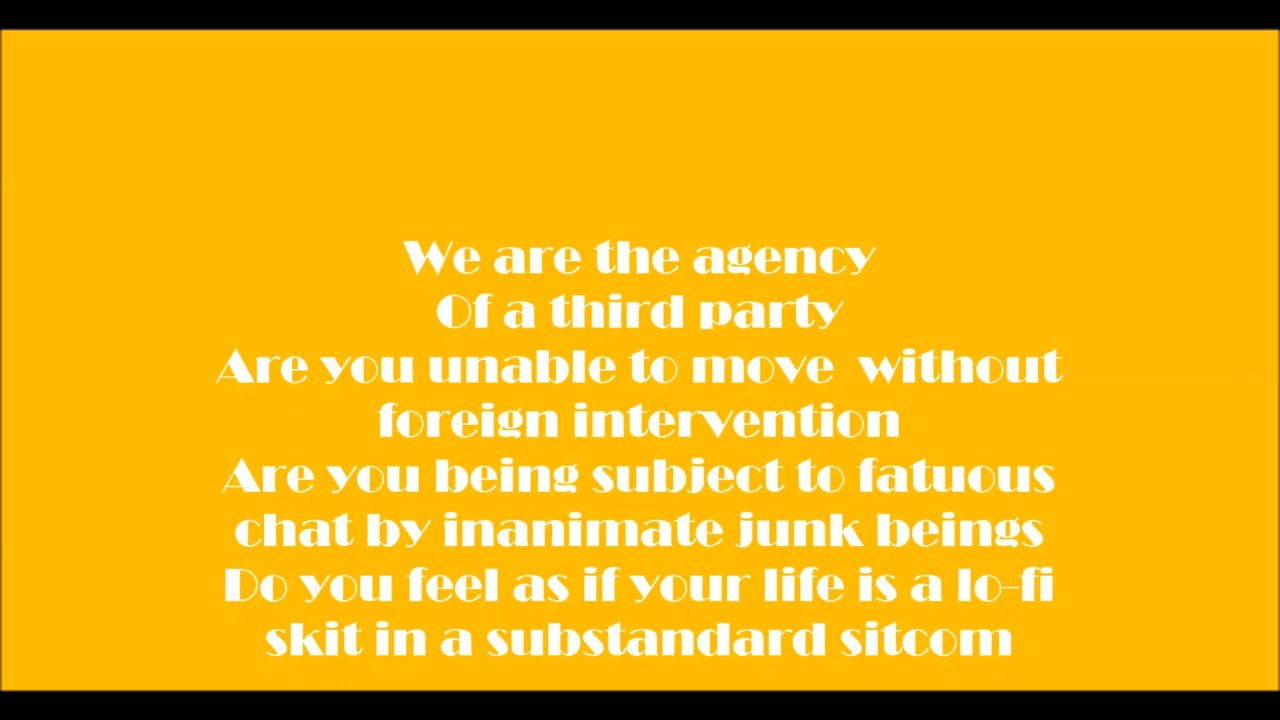 We are the agency
Of a third party
Are you unable to move  without
foreign intervention
Are you being subject to fatuous
chat by inanimate junk beings
Do you feel as if your life is a lo-fi
skit in a substandard sitcom